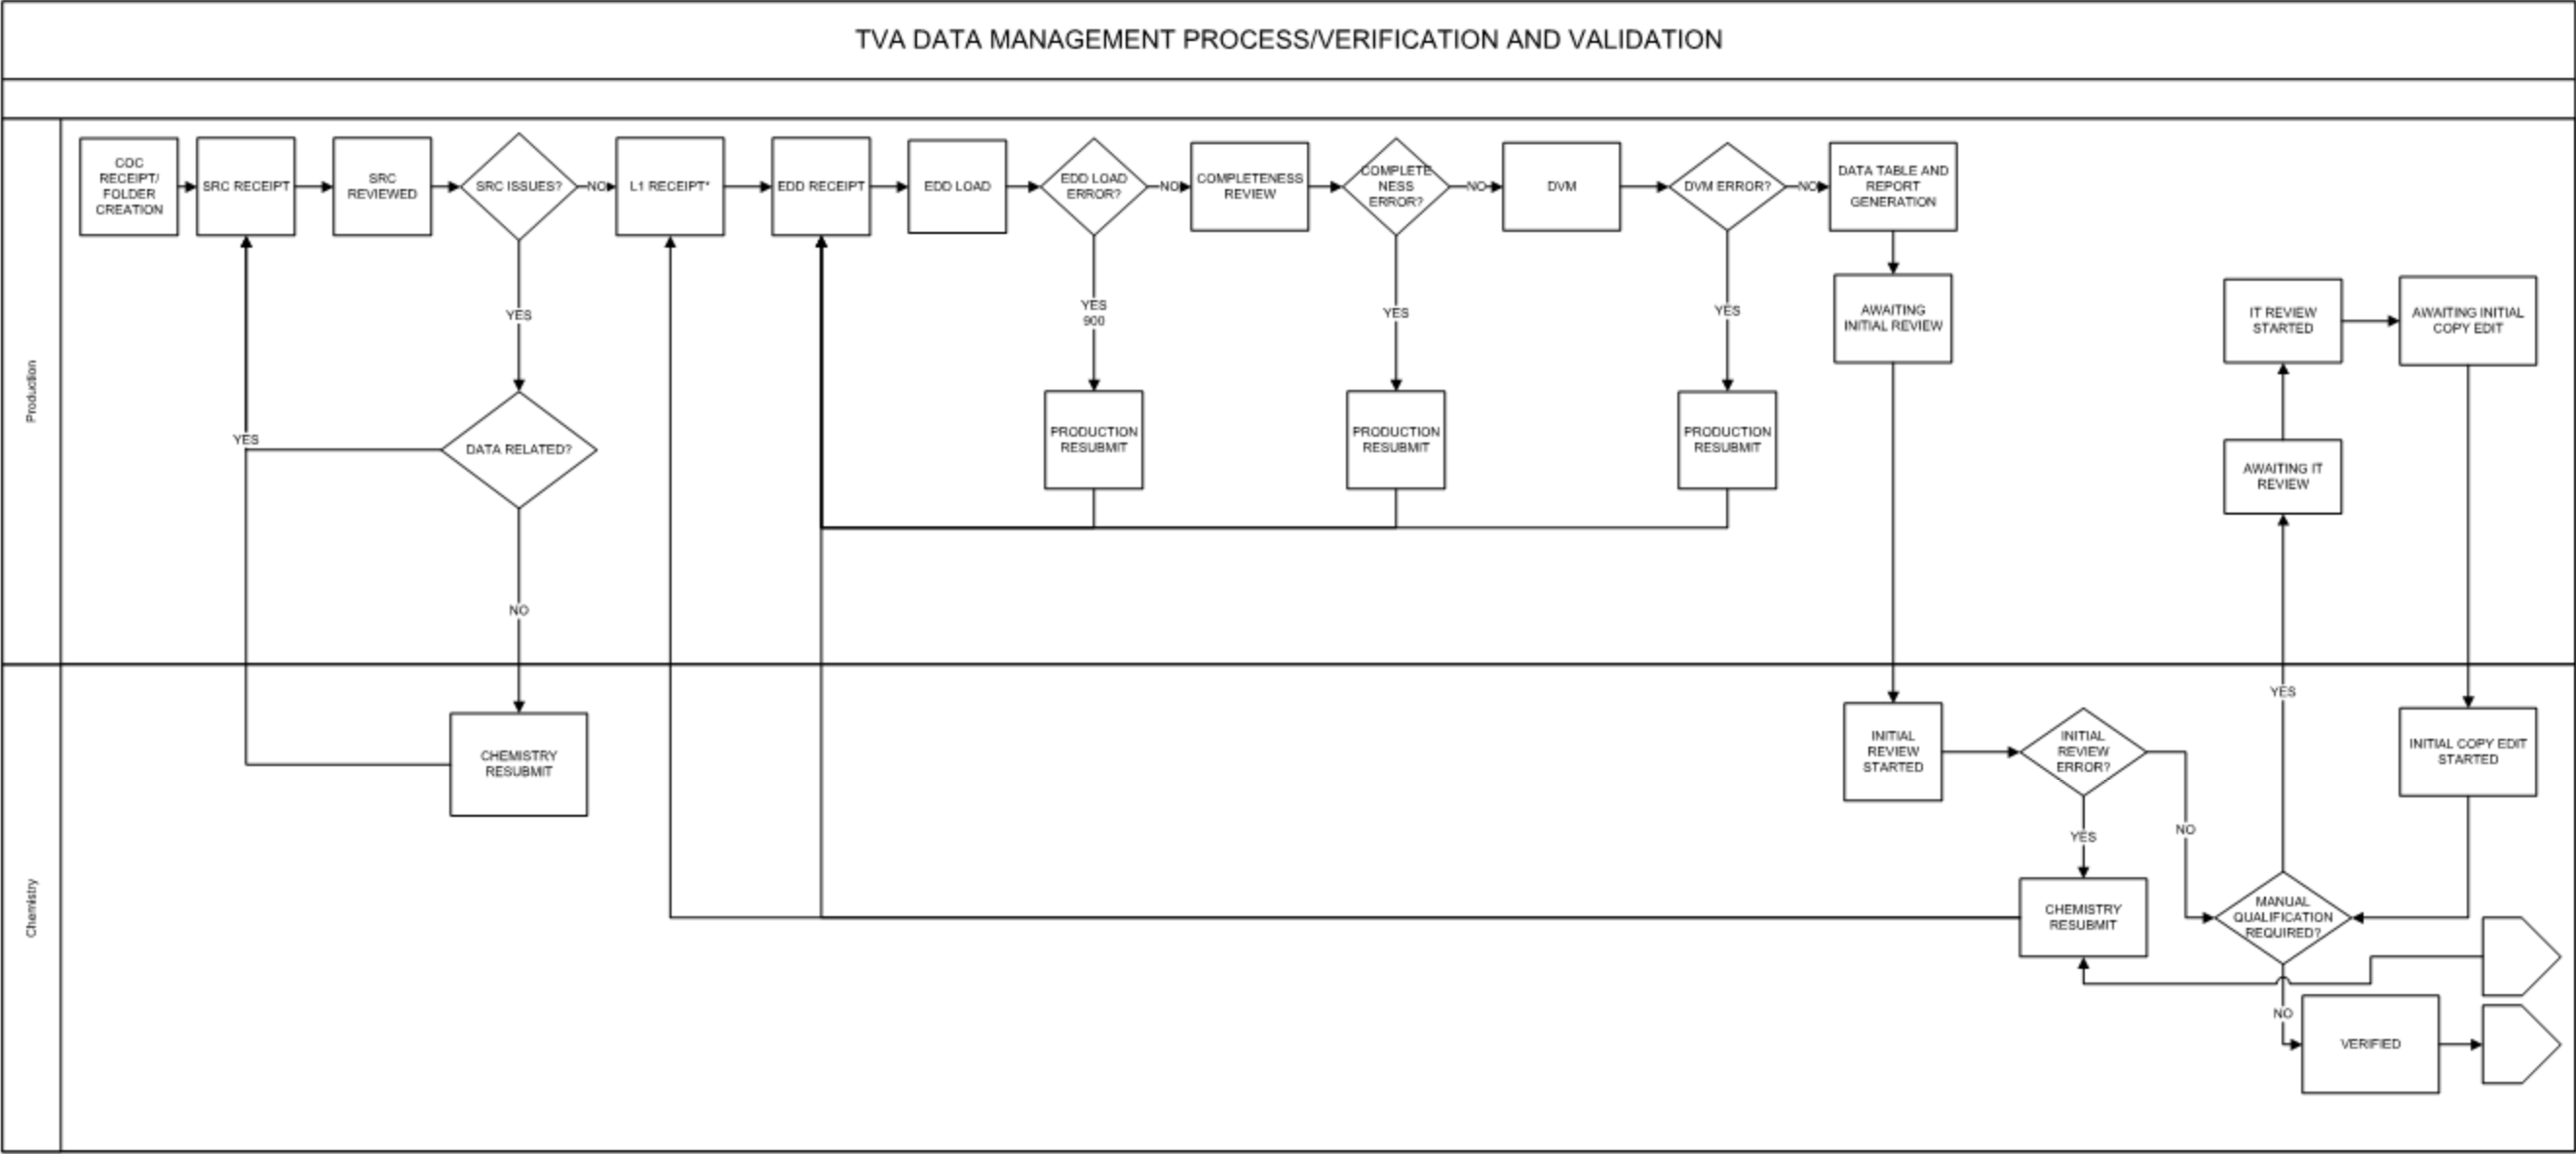 TVA DATA MANAGEMENT PROCESS/VERIFICATION AND VALIDATION
Production
COC
RECEIPT/
FOLDER
CREATION
SRC RECEIPT
SRC
REVIEWED
SRC ISSUES?
NO
L1 RECEIPT*
EDD RECEIPT
EDD LOAD
EDD LOAD
ERROR?
NO
COMPLETENESS
REVIEW
COMPLETE
NESS
ERROR?
NO
DVM
DVM ERROR?
NO
DATA TABLE AND
REPORT
GENERATION
YES
YES
900
YES
YES
AWAITING
INITIAL REVIEW
IT REVIEW
STARTED
AWAITING INITIAL
COPY EDIT
YES
DATA RELATED?
PRODUCTION
RESUBMIT
PRODUCTION
RESUBMIT
PRODUCTION
RESUBMIT
AWAITING IT
REVIEW
NO
Chemistry
YES
CHEMISTRY
RESUBMIT
INITIAL
REVIEW
STARTED
INITIAL
REVIEW
ERROR?
INITIAL COPY EDIT
STARTED
YES
NO
CHEMISTRY
RESUBMIT
MANUAL
QUALIFICATION
REQUIRED?
NO
VERIFIED